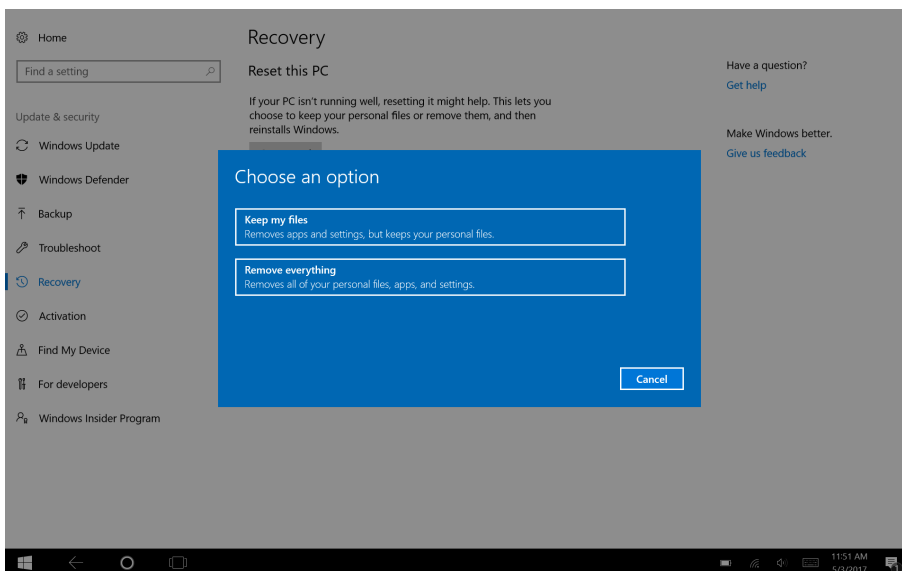 Home
Find a setting
Update & security
Windows Update
Windows Defender
Backup
Troubleshoot
Recovery
Activation
Find My Device
For developers
Windows Insider Program
Recovery
Reset this PC
If your PC isn't running well, resetting it might help. This lets you
choose to keep your personal files or remove them, and then
reinstalls Windows.
Choose an option
Keep my files
Removes apps and settings, but keeps your personal files.
Remove everything
Removes all of your personal files, apps, and settings.
Cancel
Have a question?
Get help
Make Windows better.
Give us feedback
11:51 AM
5/3/2017